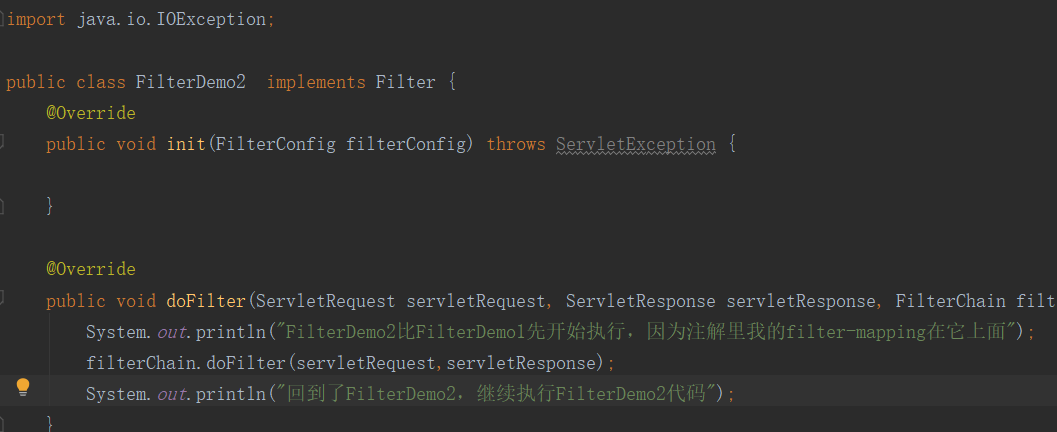 import java.io.IOException;
public class FilterDemo2  implements Filter {
@Override
public void init(FilterConfig filterConfig) throws ServletException {
}
@Override
public void doFilter(ServletRequest servletRequest, ServletResponse servletResponse, FilterChain filt
System.out.println("FilterDemo2比FilterDemo1先开始执行，因为注解里我的filter-mapping在它上面");
filterChain.doFilter(servletRequest,servletResponse);
System.out.println("回到了FilterDemo2，继续执行FilterDemo2代码");
}